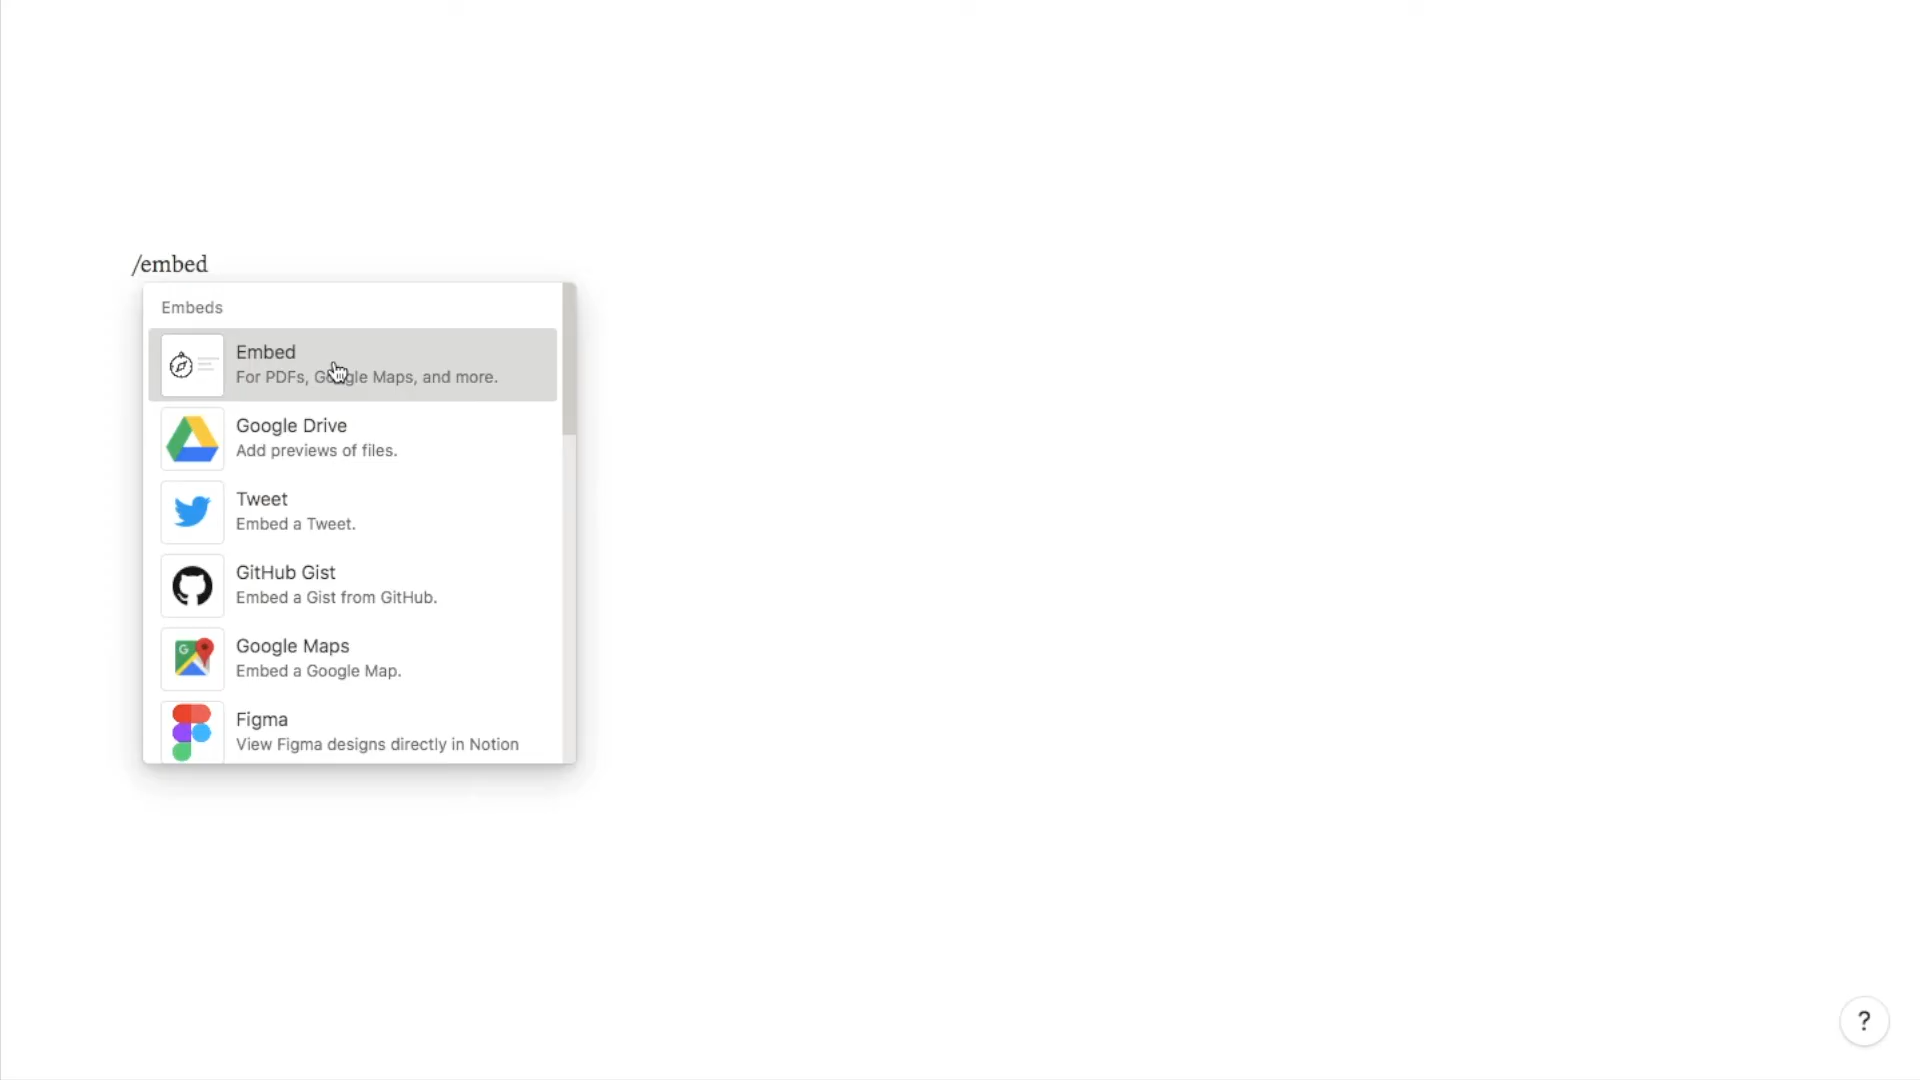 /embed
Embeds
Embed
For PDFs, Google Maps, and more.
Google Drive
Add previews of files.
Tweet
Embed a Tweet.
GitHub Gist
Embed a Gist from GitHub.
G
Google Maps
Embed a Google Map.
Figma
View Figma designs directly in Notion
?